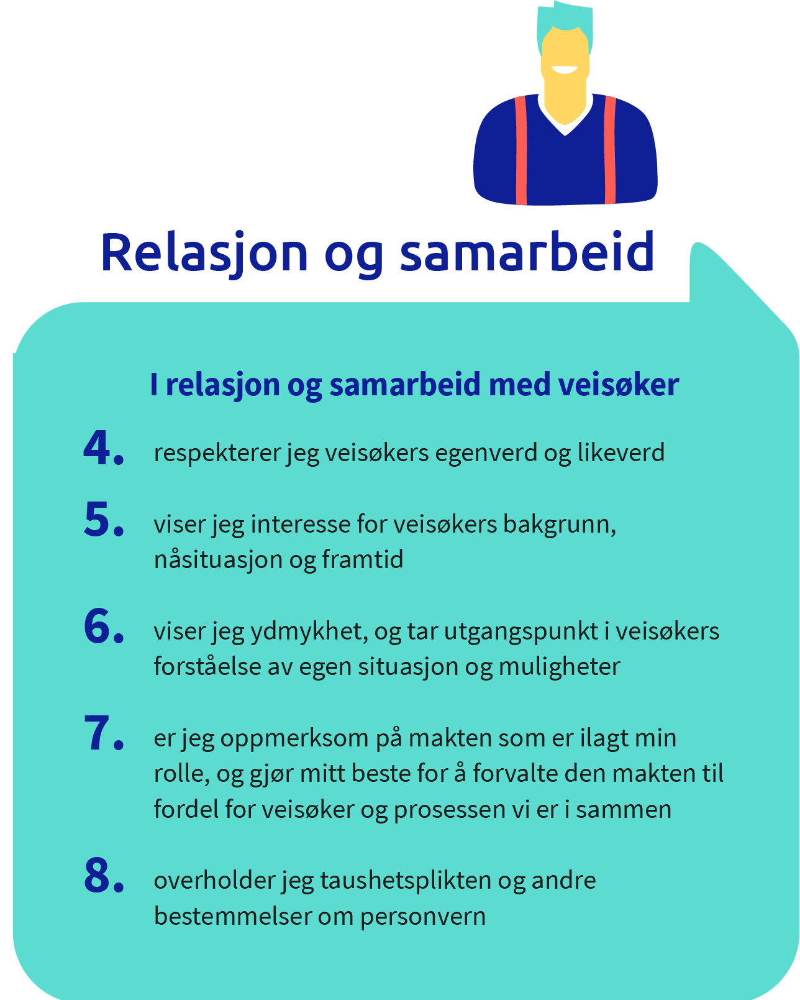 Relasjon og samarbeid
I relasjon og samarbeid med veisøker
4. respekterer jeg veisøkers egenverd og likeverd
5. viser jeg interesse for veisøkers bakgrunn,
nåsituasjon og framtid
6. viser jeg ydmykhet, og tar utgangspunkt i veisøkers
forståelse av egen situasjon og muligheter
7. er jeg oppmerksom på makten som er ilagt min
rolle, og gjør mitt beste for å forvalte den makten til
fordel for veisøker og prosessen vi er i sammen
8. overholder jeg taushetsplikten og andre
bestemmelser om personvern